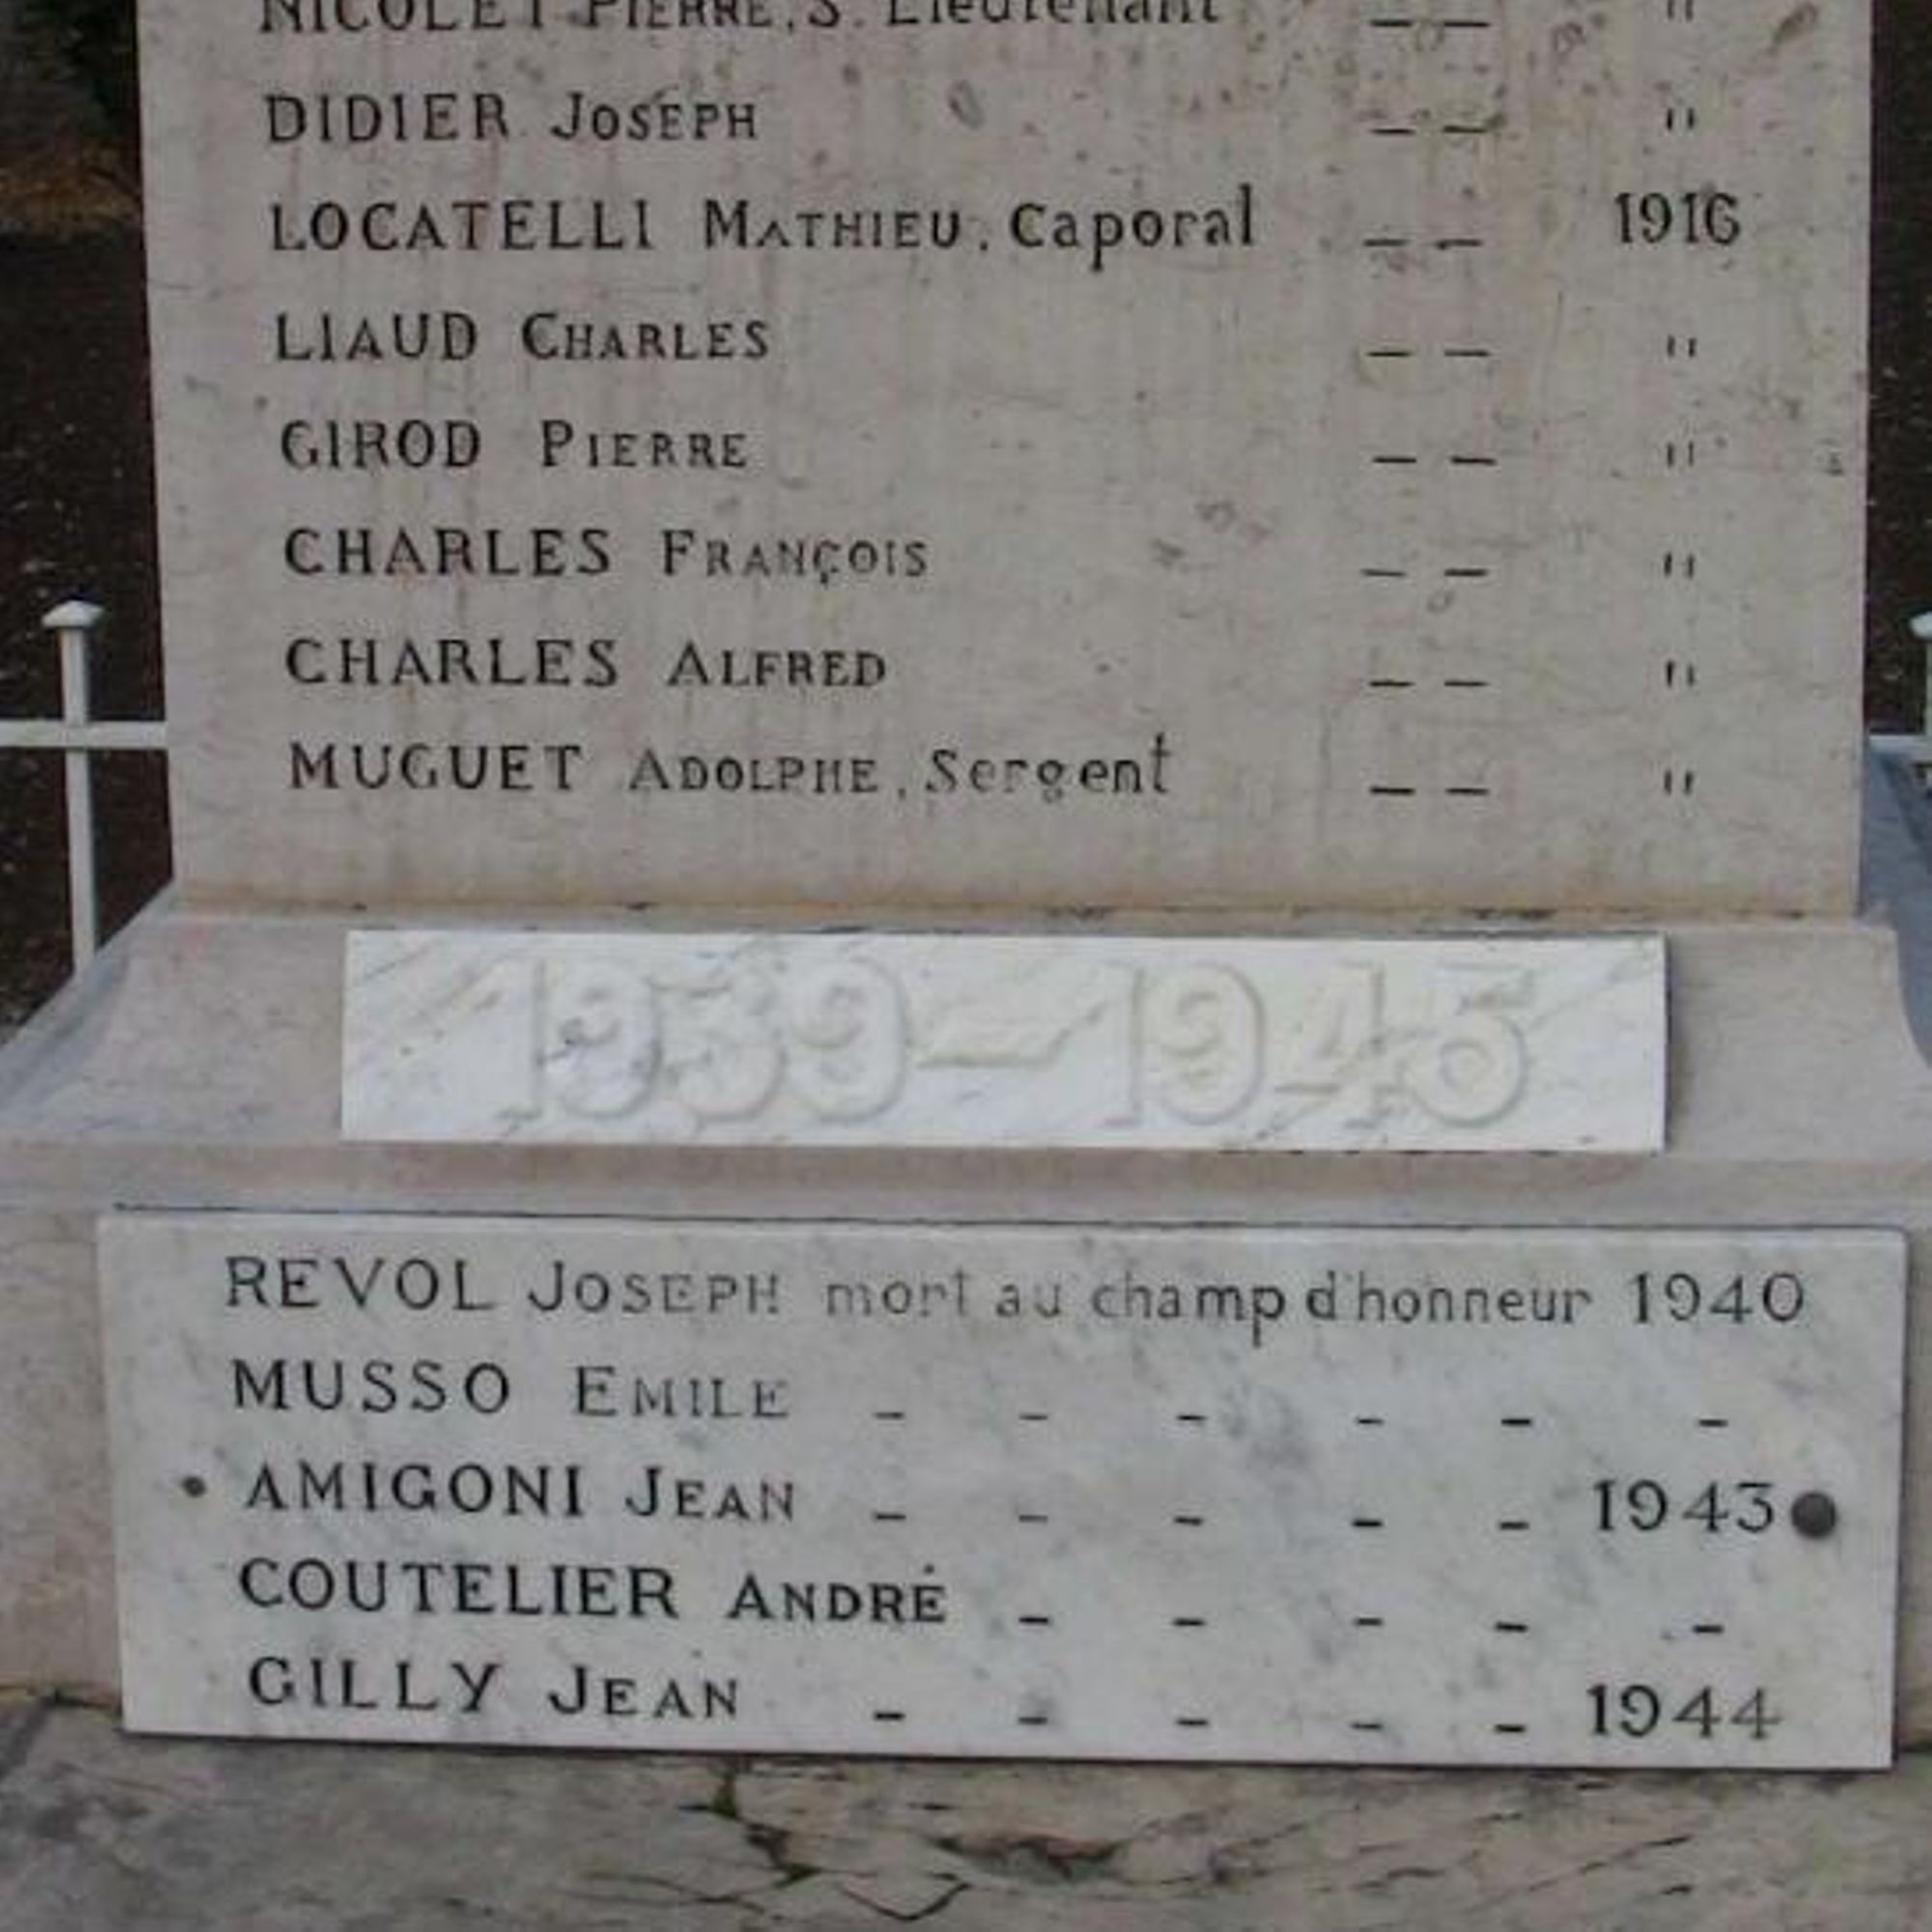 NICOLET PIERRE, S. Lieutenant — — "
DIDIER JOSEPH — — "
LOCATELLI MATHIEU, Caporal — — 1916
LIAUD CHARLES — — "
GIROD PIERRE — — "
CHARLES FRANÇOIS — — "
CHARLES ALFRED — — "
MUGUET ADOLPHE, Sergent — — "
1939-1945
REVOL JOSEPH mort au champ d'honneur 1940
MUSSO EMILE - - - - - -
AMIGONI JEAN - - - - - 1943
COUTELIER ANDRÉ - - - - -
GILLY JEAN - - - - - 1944